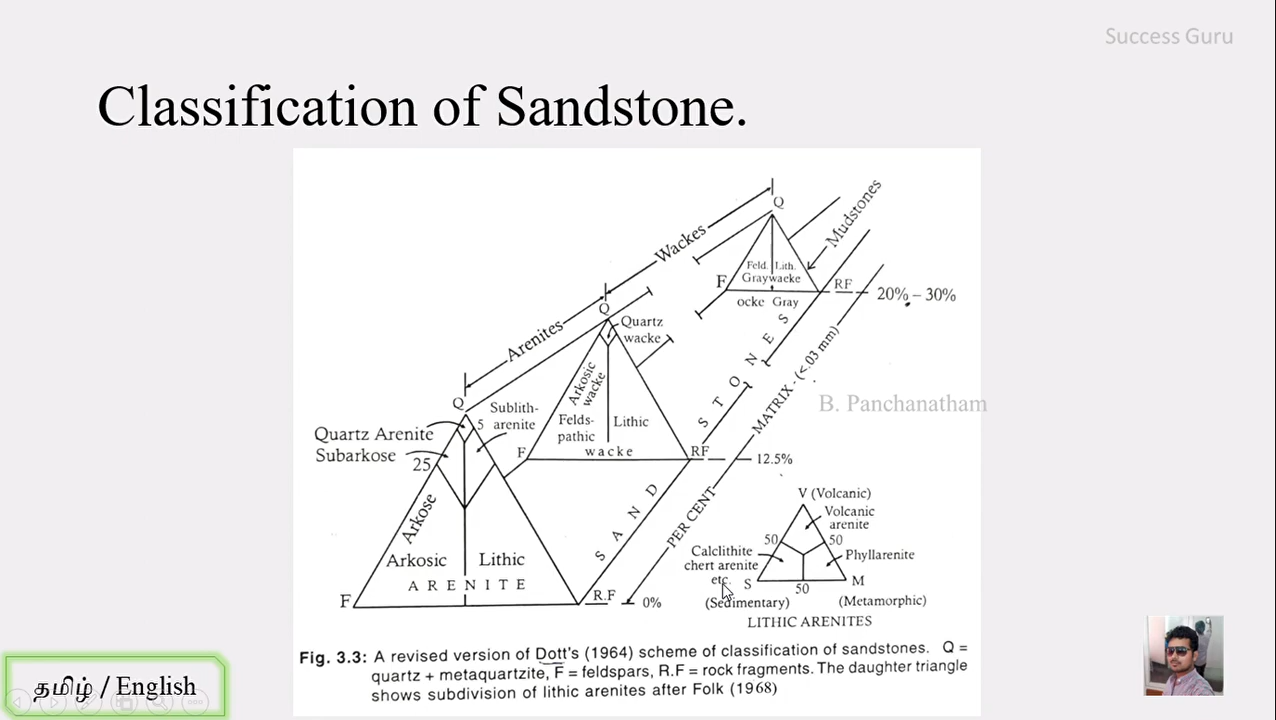 Success Guru
Classification of Sandstone.
Q
Wackes
Mudstones
Feld. Lith.
Graywacke
F
RF
20% – 30%
ocke Gray
Q
Arenites
Quartz
wacke
Arkosic
wacke
Felds-
pathic
Lithic
wacke
F
RF
12.5%
STONES
MATRIX - (<.03 mm)
B. Panchanatham
Q
Sublith-
arenite
5
Quartz Arenite
Subarkose
25
Arkose
Arkosic
Lithic
ARENITE
F
R.F
0%
SAND
PER CENT
V (Volcanic)
Volcanic
arenite
50
50
Calclithite
chert arenite
etc.
Phyllarenite
S
50
M
(Sedimentary)
(Metamorphic)
LITHIC ARENITES
Fig. 3.3: A revised version of Dott's (1964) scheme of classification of sandstones. Q =
quartz + metaquartzite, F = feldspars, R.F = rock fragments. The daughter triangle
shows subdivision of lithic arenites after Folk (1968)
தமிழ் / English